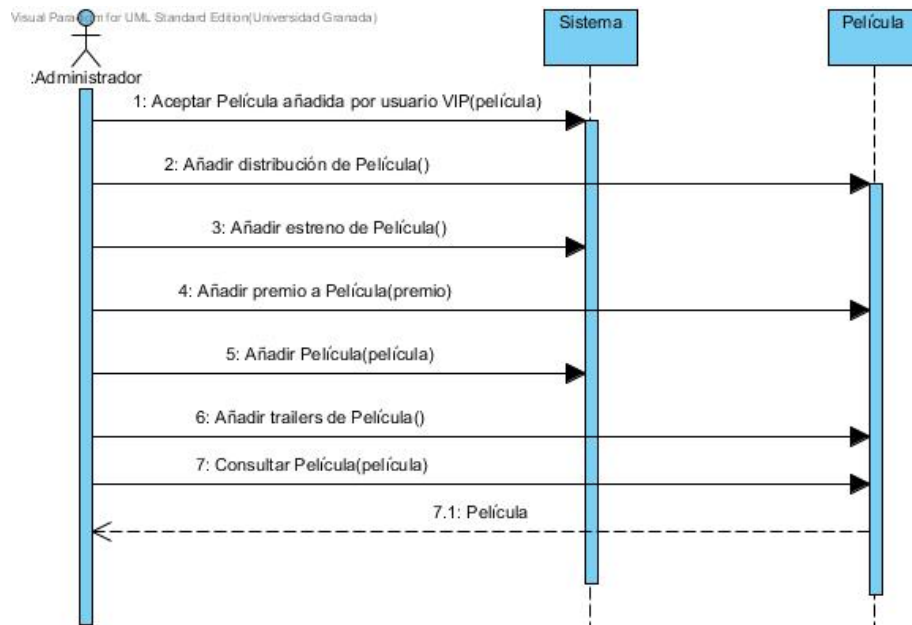 Visual Paradigm for UML Standard Edition(Universidad Granada)
Sistema
Película
:Administrador
1: Aceptar Película añadida por usuario VIP(película)
2: Añadir distribución de Película()
3: Añadir estreno de Película()
4: Añadir premio a Película(premio)
5: Añadir Película(película)
6: Añadir trailers de Película()
7: Consultar Película(película)
7.1: Película